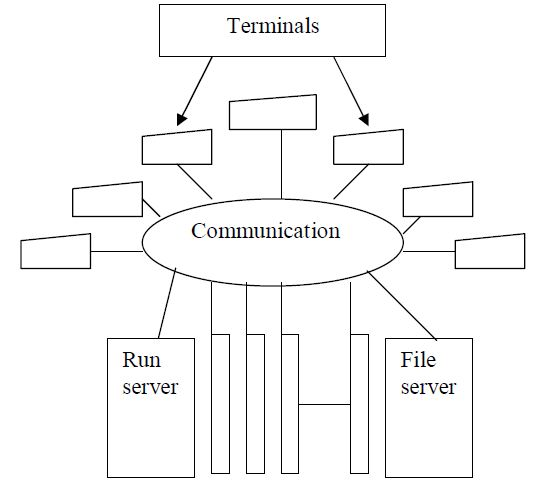 Terminals
Communication
Run
server
File
server